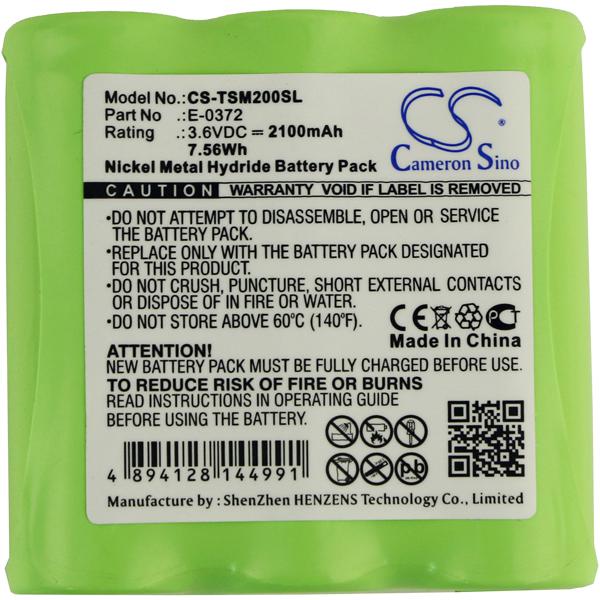 Model No.:CS-TSM200SL
Part No :E-0372
Rating :3.6VDC = 2100mAh
7.56Wh
CS
Cameron Sino
Nickel Metal Hydride Battery Pack
CAUTION WARRANTY VOID IF LABEL IS REMOVED
•DO NOT ATTEMPT TO DISASSEMBLE, OPEN OR SERVICE
THE BATTERY PACK.
•REPLACE ONLY WITH THE BATTERY PACK DESIGNATED
FOR THIS EQUIPMENT.
•DO NOT CRUSH, PUNCTURE, SHORT EXTERNAL CONTACTS
OR DISPOSE OF IN FIRE OR WATER.
•DO NOT STORE ABOVE 60°C (140°F).
CE PCT
Made In China
ATTENTION!
NEW BATTERY PACK MUST BE FULLY CHARGED BEFORE USE
TO REDUCE RISK OF FIRE OR BURNS
FOLLOW INSTRUCTIONS IN OPERATING GUIDE
BEFORE USING THE BATTERY.
4 894128 144991
pb
Manufacture by : ShenZhen HENZENS Technology Co., Limited